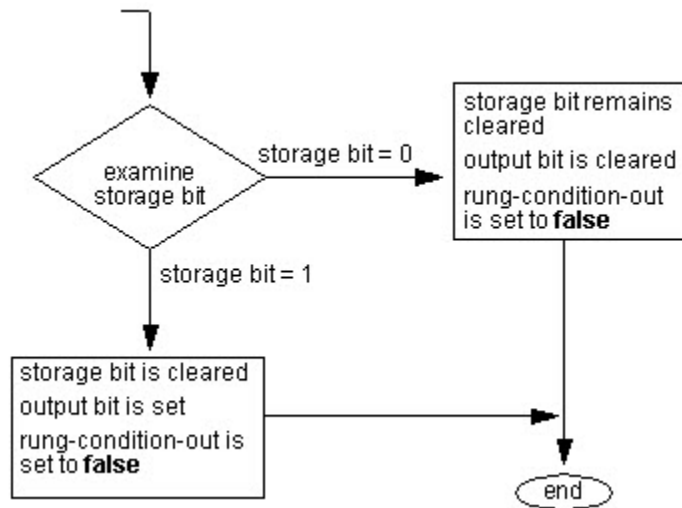 examine
storage bit
storage bit = 0
storage bit remains
cleared
output bit is cleared
rung-condition-out
is set to false
storage bit = 1
storage bit is cleared
output bit is set
rung-condition-out is
set to false
end